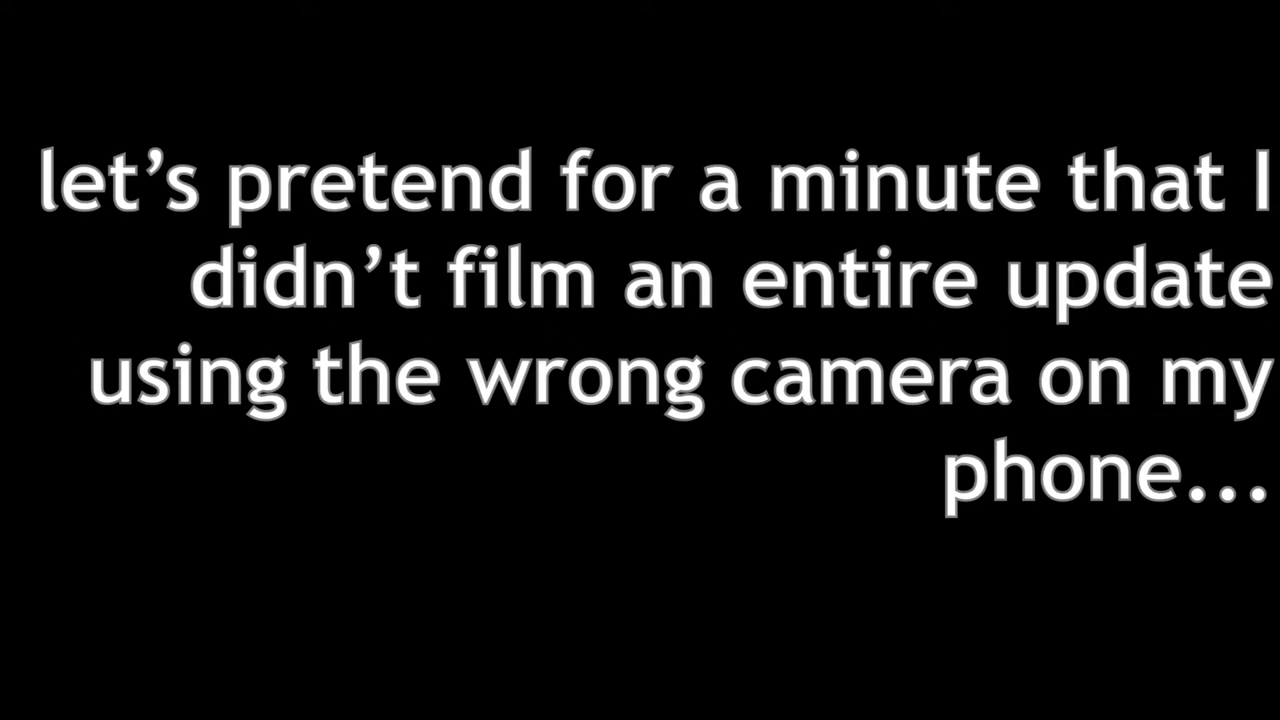 let’s pretend for a minute that I
didn’t film an entire update
using the wrong camera on my
phone...